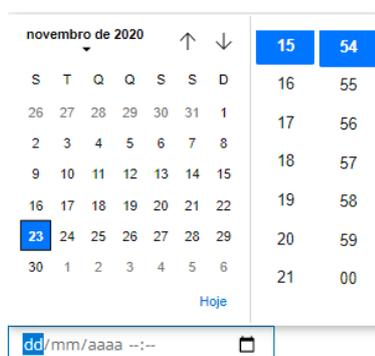 novembro de 2020
S T Q Q S S D
26 27 28 29 30 31 1
2 3 4 5 6 7 8
9 10 11 12 13 14 15
16 17 18 19 20 21 22
23 24 25 26 27 28 29
30 1 2 3 4 5 6
Hoje
15 54
16 55
17 56
18 57
19 58
20 59
21 00
dd/mm/aaaa --:--